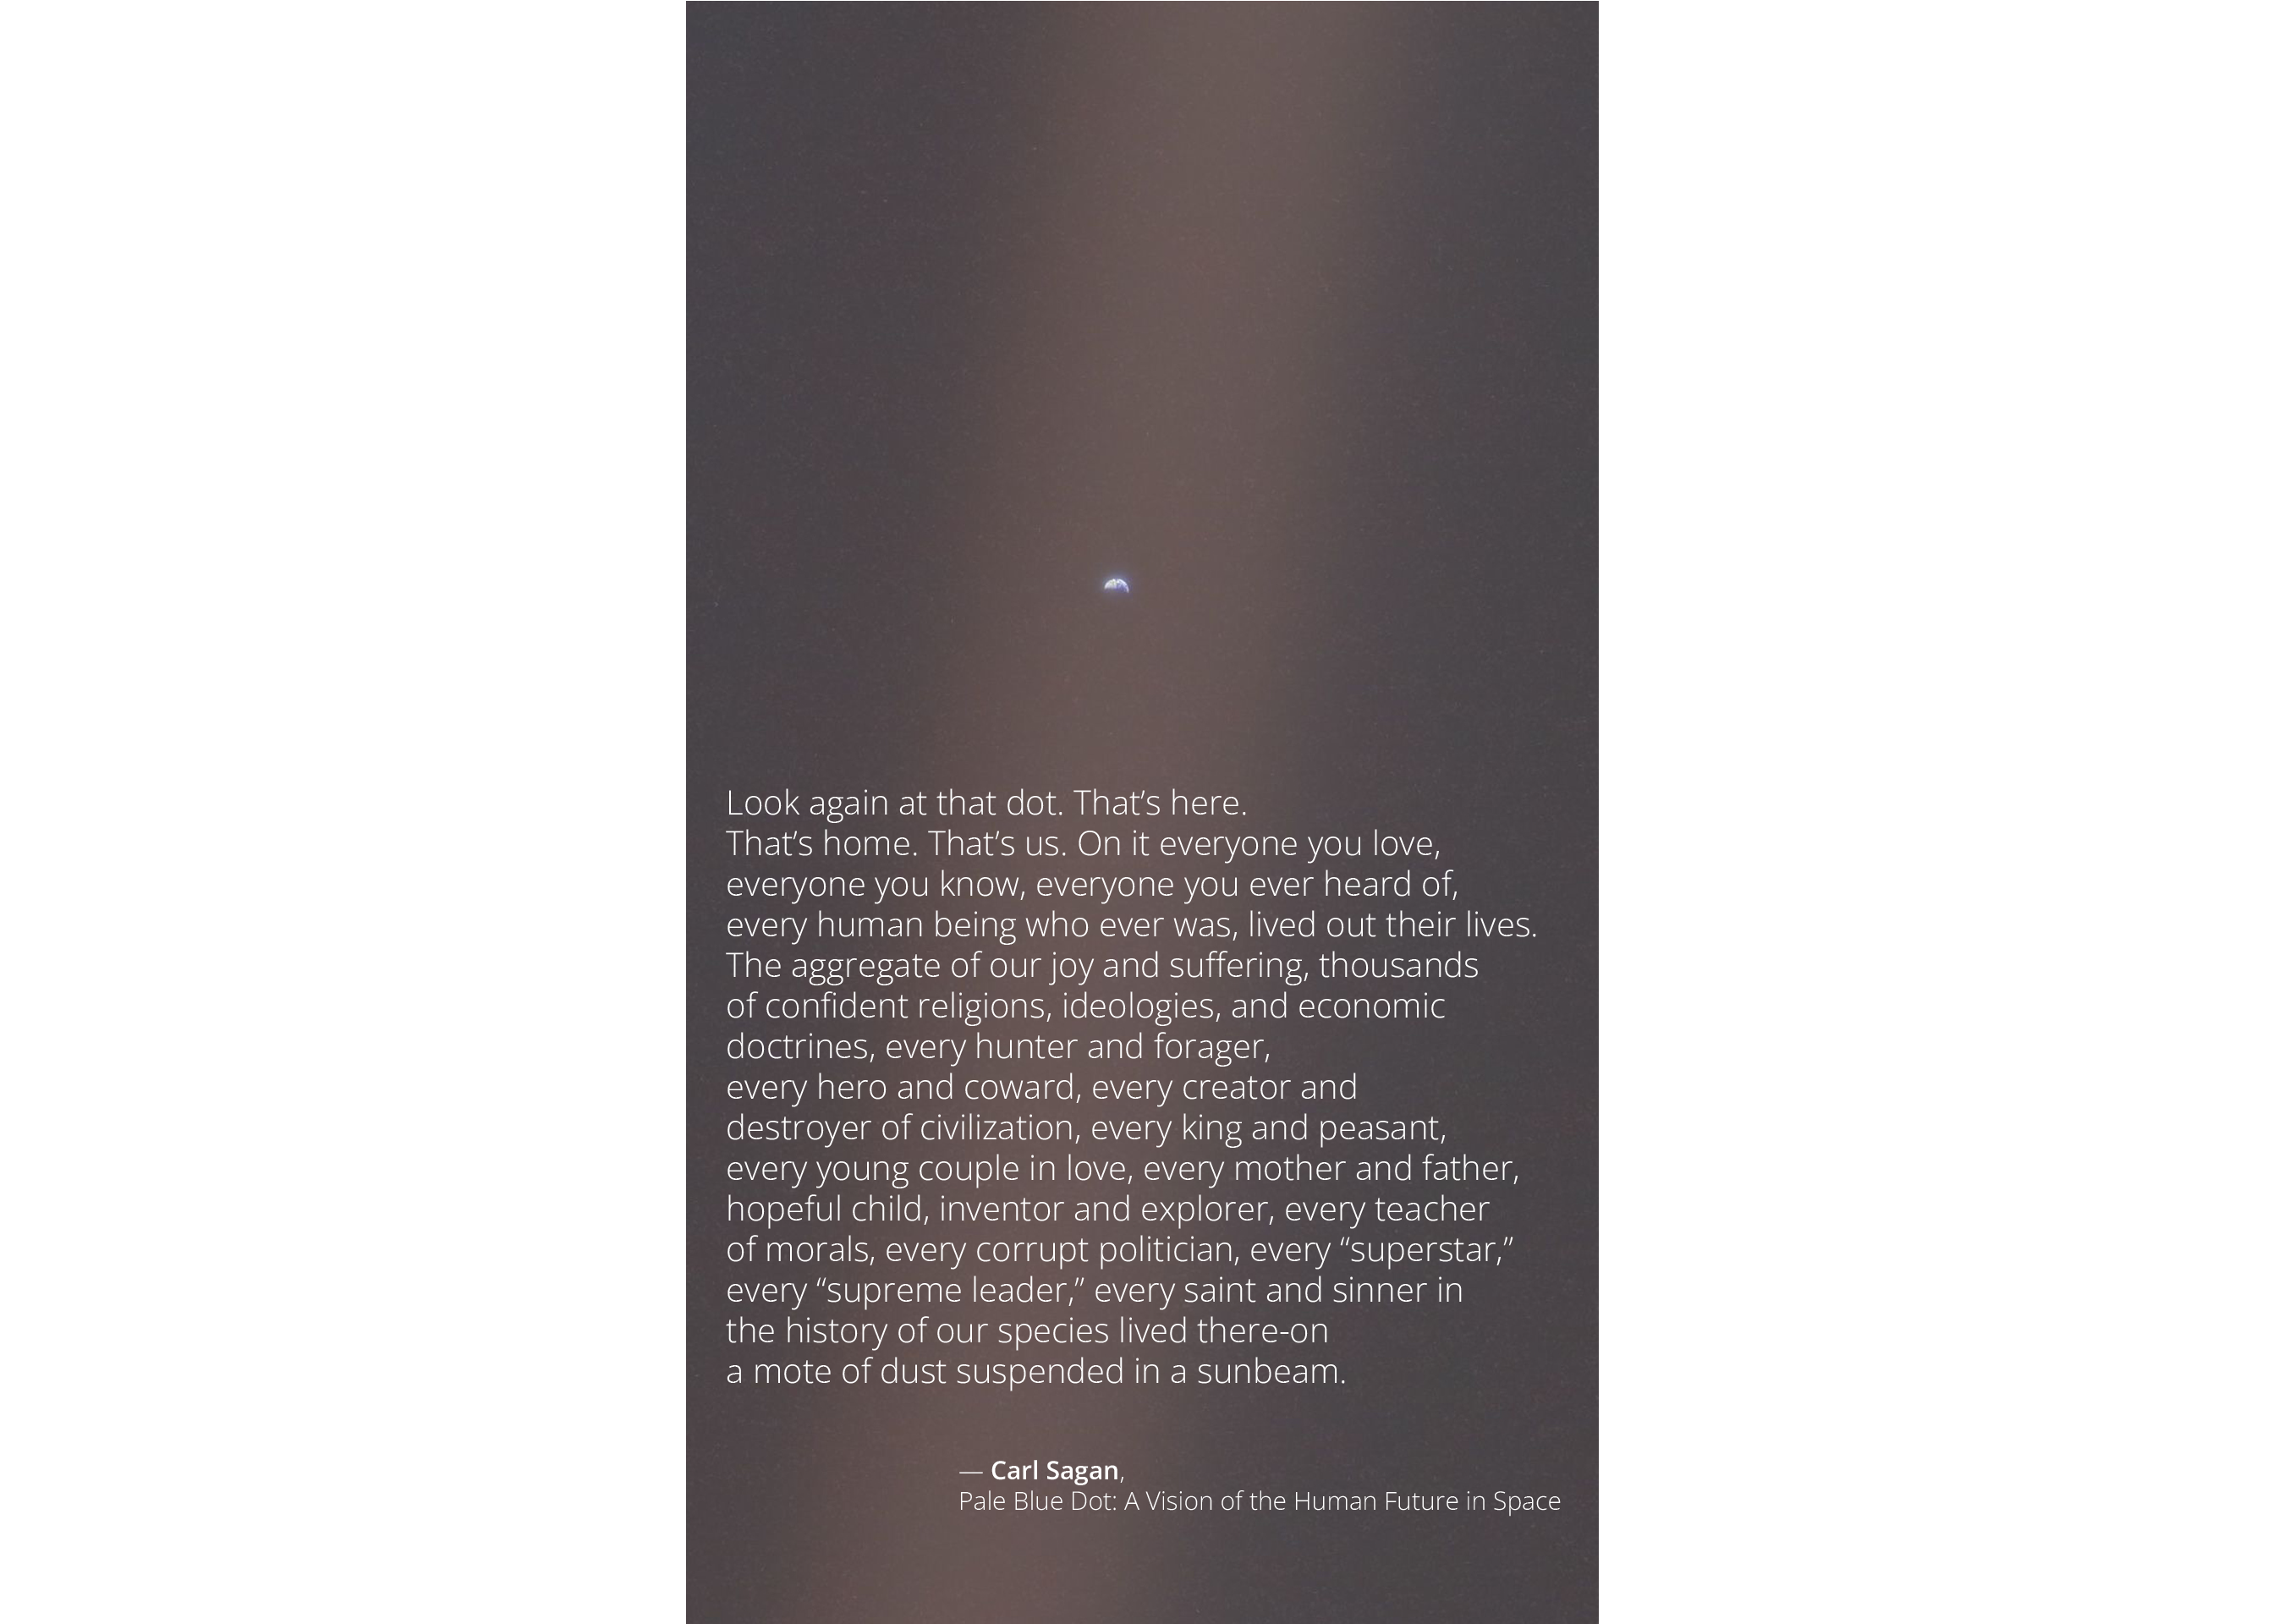 Look again at that dot. That’s here.
That’s home. That’s us. On it everyone you love,
everyone you know, everyone you ever heard of,
every human being who ever was, lived out their lives.
The aggregate of our joy and suffering, thousands
of confident religions, ideologies, and economic
doctrines, every hunter and forager,
every hero and coward, every creator and
destroyer of civilization, every king and peasant,
every young couple in love, every mother and father,
hopeful child, inventor and explorer, every teacher
of morals, every corrupt politician, every “superstar,”
every “supreme leader,” every saint and sinner in
the history of our species lived there-on
a mote of dust suspended in a sunbeam.
— Carl Sagan,
Pale Blue Dot: A Vision of the Human Future in Space